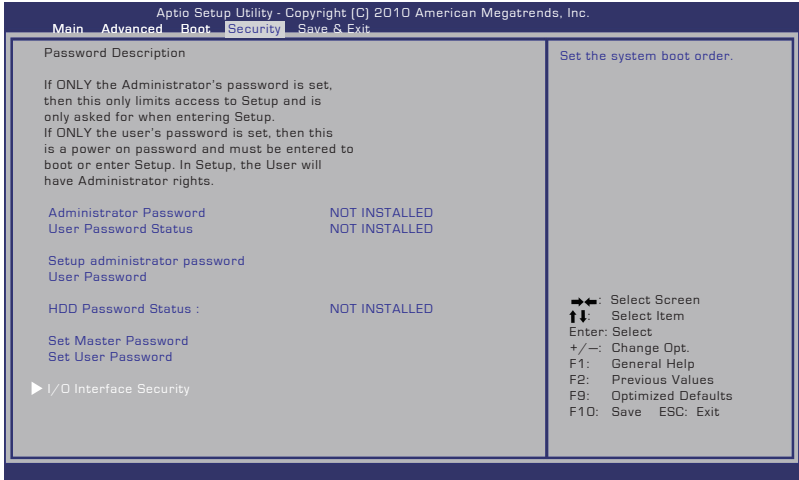 Aptio Setup Utility - Copyright (C) 2010 American Megatrends, Inc.
Main Advanced Boot Security Save & Exit
Password Description
If ONLY the Administrator's password is set,
then this only limits access to Setup and is
only asked for when entering Setup.
If ONLY the user's password is set, then this
is a power on password and must be entered to
boot or enter Setup. In Setup, the User will
have Administrator rights.
Administrator Password NOT INSTALLED
User Password Status NOT INSTALLED
Setup administrator password
User Password
HDD Password Status : NOT INSTALLED
Set Master Password
Set User Password
I/O Interface Security
Set the system boot order.
→←: Select Screen
↑↓: Select Item
Enter: Select
+/—: Change Opt.
F1: General Help
F2: Previous Values
F9: Optimized Defaults
F10: Save ESC: Exit